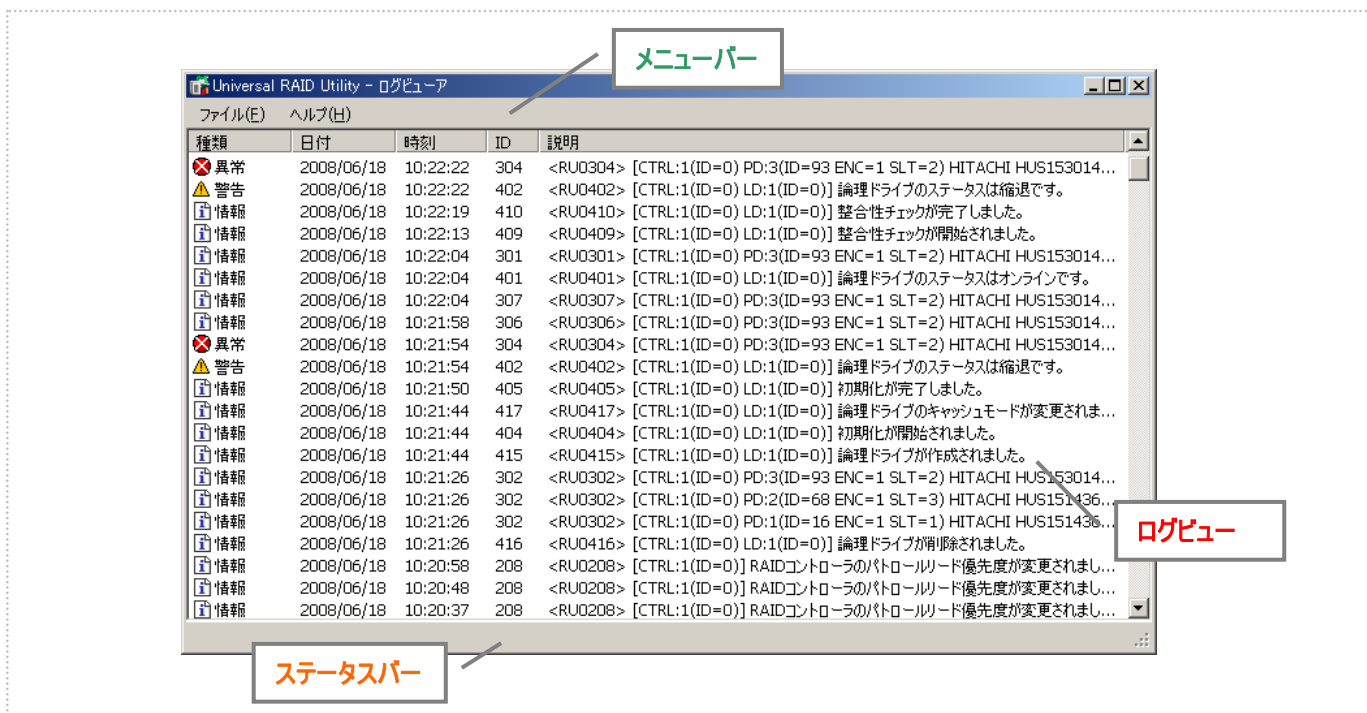 メニューバー
Universal RAID Utility - ログビューア
ファイル(F) ヘルプ(H)
種類 日付 時刻 ID 説明
異常 2008/06/18 10:22:22 304 <RU0304> [CTRL:1(ID=0) PD:3(ID=93 ENC=1 SLT=2) HITACHI HUS153014...
警告 2008/06/18 10:22:22 402 <RU0402> [CTRL:1(ID=0) LD:1(ID=0)] 論理ドライブのステータスは縮退です。
情報 2008/06/18 10:22:19 410 <RU0410> [CTRL:1(ID=0) LD:1(ID=0)] 整合性チェックが完了しました。
情報 2008/06/18 10:22:13 409 <RU0409> [CTRL:1(ID=0) LD:1(ID=0)] 整合性チェックが開始されました。
情報 2008/06/18 10:22:04 301 <RU0301> [CTRL:1(ID=0) PD:3(ID=93 ENC=1 SLT=2) HITACHI HUS153014...
情報 2008/06/18 10:22:04 401 <RU0401> [CTRL:1(ID=0) LD:1(ID=0)] 論理ドライブのステータスはオンラインです。
情報 2008/06/18 10:22:04 307 <RU0307> [CTRL:1(ID=0) PD:3(ID=93 ENC=1 SLT=2) HITACHI HUS153014...
情報 2008/06/18 10:21:58 306 <RU0306> [CTRL:1(ID=0) PD:3(ID=93 ENC=1 SLT=2) HITACHI HUS153014...
異常 2008/06/18 10:21:54 304 <RU0304> [CTRL:1(ID=0) PD:3(ID=93 ENC=1 SLT=2) HITACHI HUS153014...
警告 2008/06/18 10:21:54 402 <RU0402> [CTRL:1(ID=0) LD:1(ID=0)] 論理ドライブのステータスは縮退です。
情報 2008/06/18 10:21:50 405 <RU0405> [CTRL:1(ID=0) LD:1(ID=0)] 初期化が完了しました。
情報 2008/06/18 10:21:44 417 <RU0417> [CTRL:1(ID=0) LD:1(ID=0)] 論理ドライブのキャッシュモードが変更されま...
情報 2008/06/18 10:21:44 404 <RU0404> [CTRL:1(ID=0) LD:1(ID=0)] 初期化が開始されました。
情報 2008/06/18 10:21:44 415 <RU0415> [CTRL:1(ID=0) LD:1(ID=0)] 論理ドライブが作成されました。
情報 2008/06/18 10:21:26 302 <RU0302> [CTRL:1(ID=0) PD:3(ID=93 ENC=1 SLT=2) HITACHI HUS153014...
情報 2008/06/18 10:21:26 302 <RU0302> [CTRL:1(ID=0) PD:2(ID=68 ENC=1 SLT=3) HITACHI HUS151436...
情報 2008/06/18 10:21:26 302 <RU0302> [CTRL:1(ID=0) PD:1(ID=16 ENC=1 SLT=1) HITACHI HUS151436...
情報 2008/06/18 10:21:26 416 <RU0416> [CTRL:1(ID=0) LD:1(ID=0)] 論理ドライブが削除されました。
情報 2008/06/18 10:20:58 208 <RU0208> [CTRL:1(ID=0)] RAIDコントローラのパトロールリード優先度が変更されまし...
情報 2008/06/18 10:20:48 208 <RU0208> [CTRL:1(ID=0)] RAIDコントローラのパトロールリード優先度が変更されまし...
情報 2008/06/18 10:20:37 208 <RU0208> [CTRL:1(ID=0)] RAIDコントローラのパトロールリード優先度が変更されまし...
ログビュー
ステータスバー